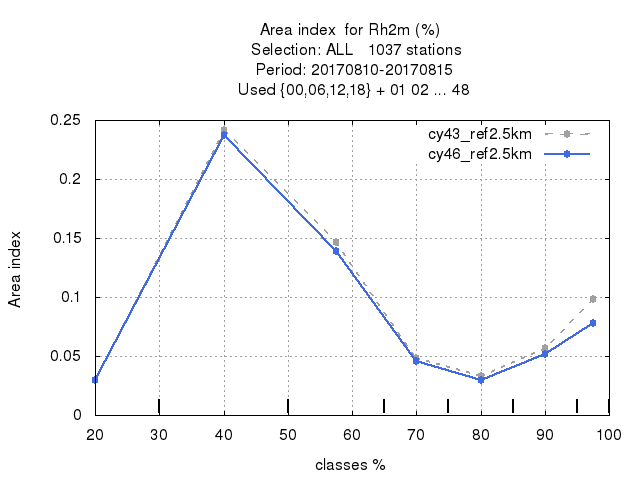 Area index for Rh2m (%)
Selection: ALL 1037 stations
Period: 20170810-20170815
Used {00,06,12,18} + 01 02 ... 48
cy43_ref2.5km
cy46_ref2.5km
0.25
0.2
0.15
0.1
0.05
0
Area index
20 30 40 50 60 70 80 90 100
classes %